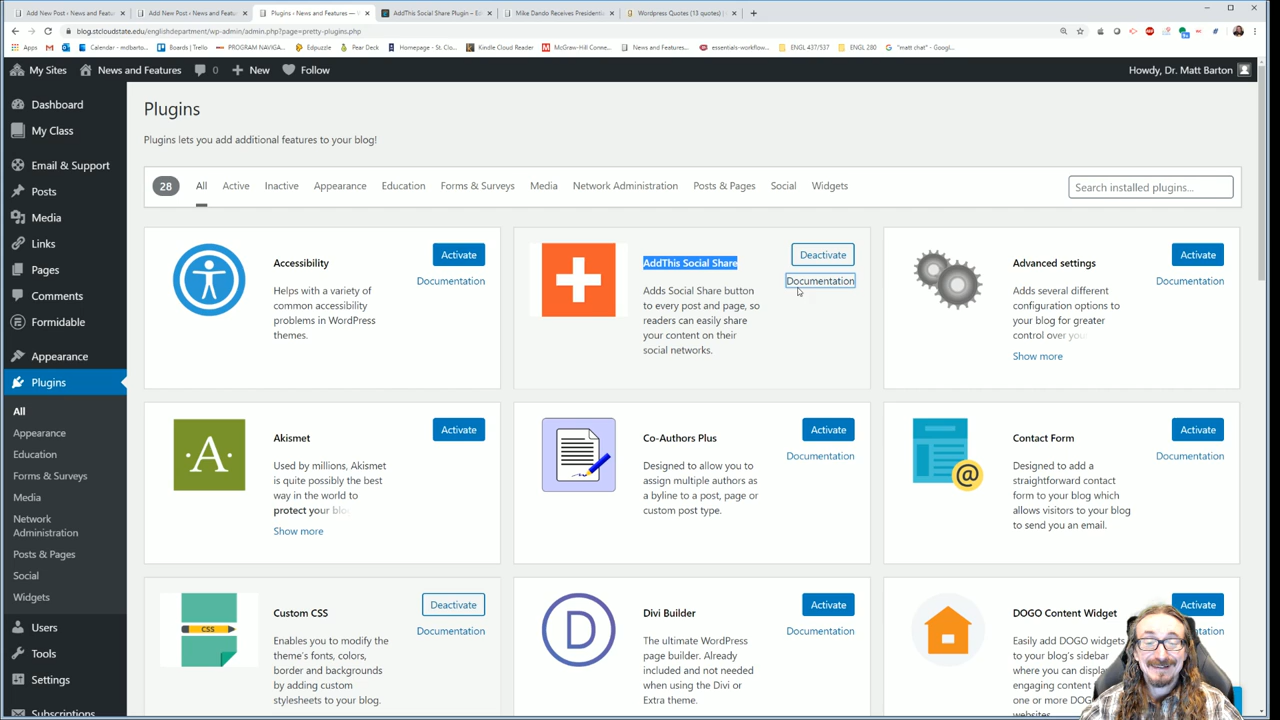 Add New Post ‹ News and Features
Add New Post ‹ News and Features
Plugins ‹ News and Features —
AddThis Social Share Plugin – E
Mike Dando Receives Presidenti
Wordpress Quotes (13 quotes)
blog.stcloudstate.edu/englishdepartment/wp-admin/admin.php?page=pretty-plugins.php
Apps
Calendar - mdbarto...
Boards | Trello
PROGRAM NAVIGA...
Edpuzzle
Pear Deck
Homepage - St. Clo...
Kindle Cloud Reader
McGraw-Hill Conne...
News and Features...
essentials-workflow...
ENGL 437/537
ENGL 280
"matt chat" - Googl...
My Sites
News and Features
0
New
Follow
Howdy, Dr. Matt Barton
Dashboard
My Class
Email & Support
Posts
Media
Links
Pages
Comments
Formidable
Appearance
Plugins
All
Appearance
Education
Forms & Surveys
Media
Network
Administration
Posts & Pages
Social
Widgets
Users
Tools
Settings
Subscriptions
Plugins
Plugins lets you add additional features to your blog!
28
All
Active
Inactive
Appearance
Education
Forms & Surveys
Media
Network Administration
Posts & Pages
Social
Widgets
Search installed plugins...
Accessibility
Activate
Documentation
Helps with a variety of
common accessibility
problems in WordPress
themes.
AddThis Social Share
Deactivate
Documentation
Adds Social Share button
to every post and page, so
readers can easily share
your content on their
social networks.
Advanced settings
Activate
Documentation
Adds several different
configuration options to
your blog for greater
control over you
Show more
·A·
Akismet
Activate
Used by millions, Akismet
is quite possibly the best
way in the world to
protect your blo
Show more
Co-Authors Plus
Activate
Documentation
Designed to allow you to
assign multiple authors as
a byline to a post, page or
custom post type.
@
Contact Form
Activate
Documentation
Designed to add a
straightforward contact
form to your blog which
allows visitors to your blog
to send you an email.
CSS
Custom CSS
Deactivate
Documentation
Enables you to modify the
theme's fonts, colors,
border and backgrounds
by adding custom
stylesheets to your blog.
D
Divi Builder
Activate
Documentation
The ultimate WordPress
page builder. Already
included and not needed
when using the Divi or
Extra theme.
DOGO Content Widget
Activate
Easily add DOGO widgets
to your blog's sidebar
where you can display
engaging content
one or more DOGO
websites.